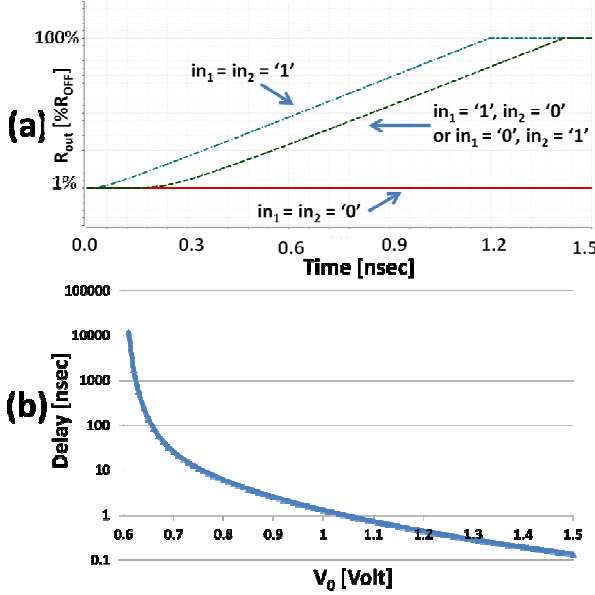 (a)
R_out [%R_OFF]
100%
1%
in₁ = in₂ = '1'
in₁ = '1', in₂ = '0'
or in₁ = '0', in₂ = '1'
in₁ = in₂ = '0'
0.0 0.3 0.6 0.9 1.2 1.5
Time [nsec]
(b)
Delay [nsec]
100000
10000
1000
100
10
1
0.1
0.6 0.7 0.8 0.9 1 1.1 1.2 1.3 1.4 1.5
V₀ [Volt]